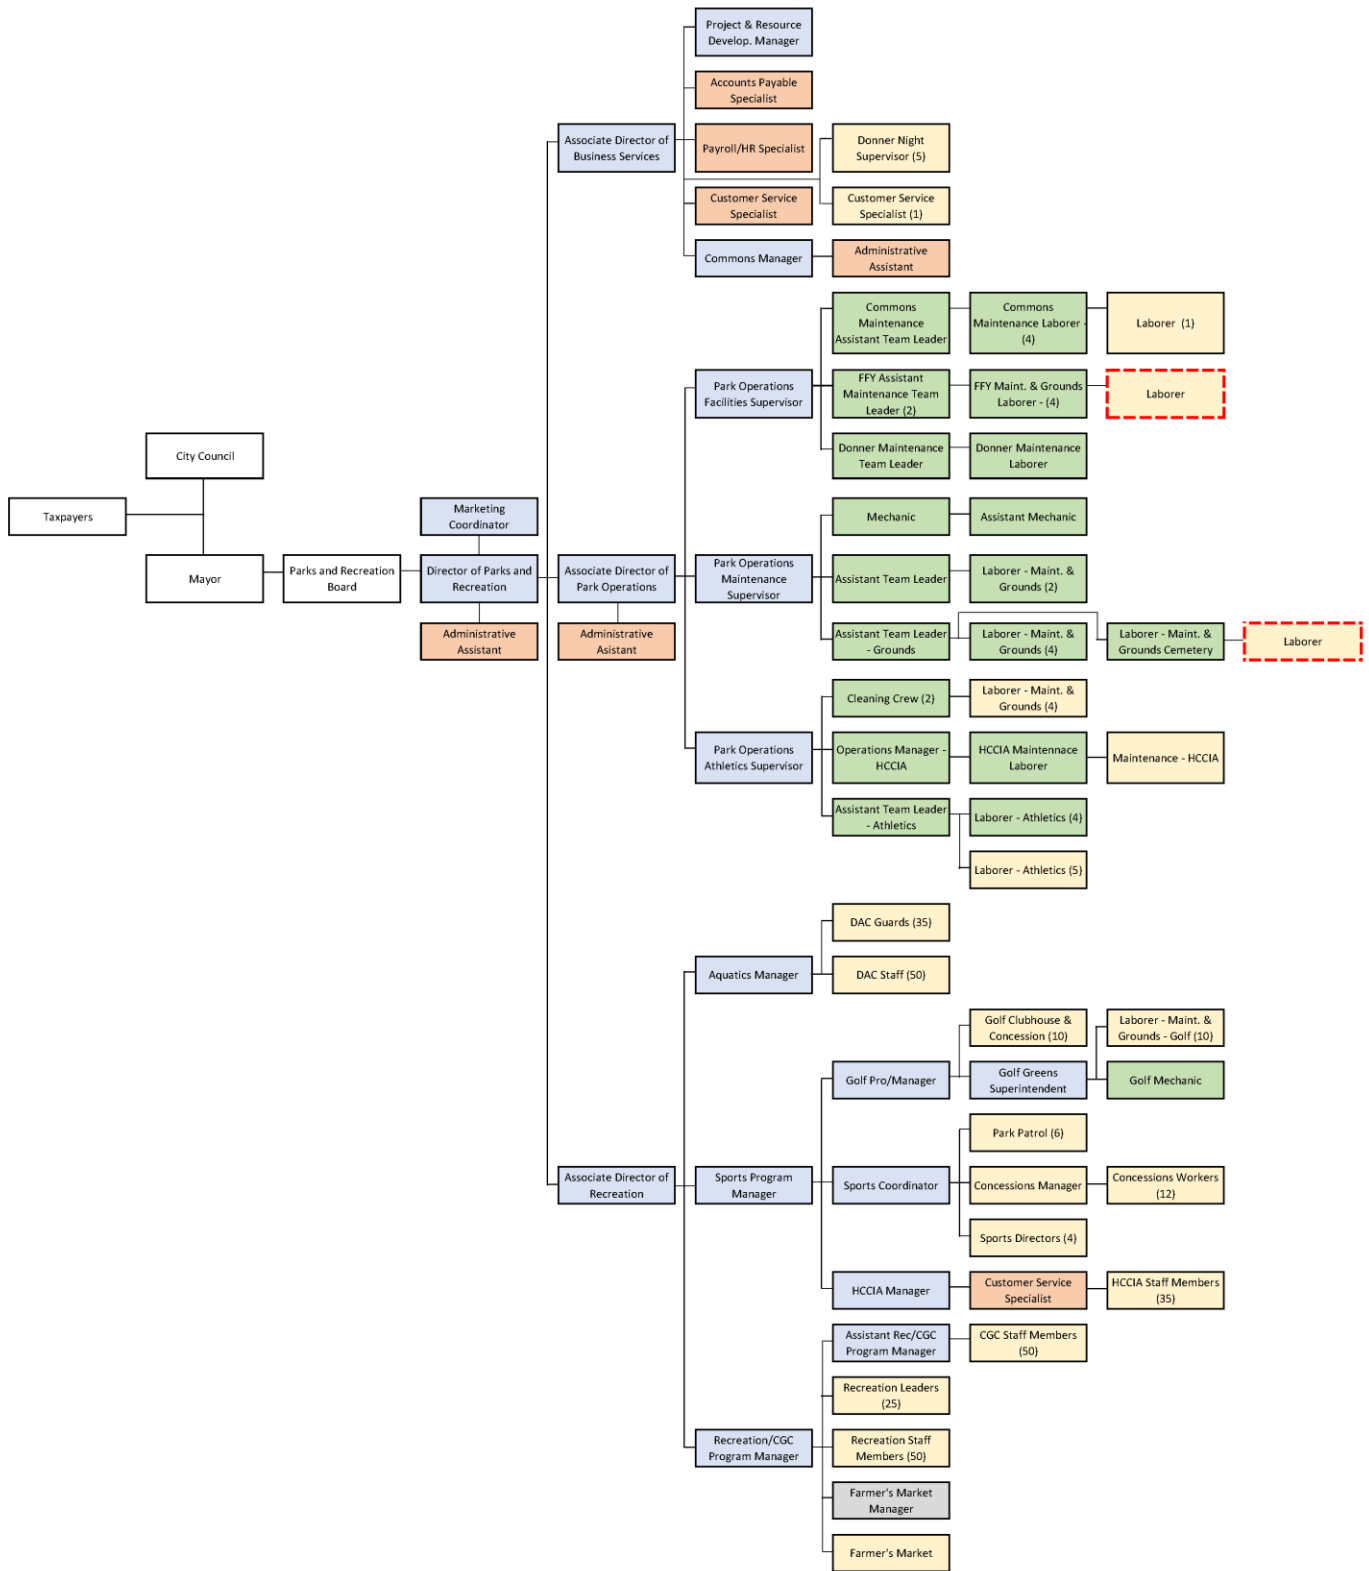 Project & Resource
Develop. Manager
Accounts Payable
Specialist
Associate Director of
Business Services
Payroll/HR Specialist
Donner Night
Supervisor (5)
Customer Service
Specialist
Customer Service
Specialist (1)
Commons Manager
Administrative
Assistant
Commons
Maintenance
Assistant Team Leader
Commons
Maintenance Laborer -
(4)
Laborer (1)
Park Operations
Facilities Supervisor
FFY Assistant
Maintenance Team
Leader (2)
FFY Maint. & Grounds
Laborer - (4)
Laborer
Donner Maintenance
Team Leader
Donner Maintenance
Laborer
City Council
Taxpayers
Mayor
Parks and Recreation
Board
Marketing
Coordinator
Director of Parks and
Recreation
Administrative
Assistant
Associate Director of
Park Operations
Administrative
Asistant
Mechanic
Assistant Mechanic
Park Operations
Maintenance
Supervisor
Assistant Team Leader
Laborer - Maint. &
Grounds (2)
Assistant Team Leader
- Grounds
Laborer - Maint. &
Grounds (4)
Laborer - Maint. &
Grounds Cemetery
Laborer
Cleaning Crew (2)
Laborer - Maint. &
Grounds (4)
Park Operations
Athletics Supervisor
Operations Manager -
HCCIA
HCCIA Maintennace
Laborer
Maintenance - HCCIA
Assistant Team Leader
- Athletics
Laborer - Athletics (4)
Laborer - Athletics (5)
DAC Guards (35)
Aquatics Manager
DAC Staff (50)
Golf Clubhouse &
Concession (10)
Laborer - Maint. &
Grounds - Golf (10)
Golf Pro/Manager
Golf Greens
Superintendent
Golf Mechanic
Park Patrol (6)
Associate Director of
Recreation
Sports Program
Manager
Sports Coordinator
Concessions Manager
Concessions Workers
(12)
Sports Directors (4)
HCCIA Manager
Customer Service
Specialist
HCCIA Staff Members
(35)
Assistant Rec/CGC
Program Manager
CGC Staff Members
(50)
Recreation Leaders
(25)
Recreation/CGC
Program Manager
Recreation Staff
Members (50)
Farmer's Market
Manager
Farmer's Market